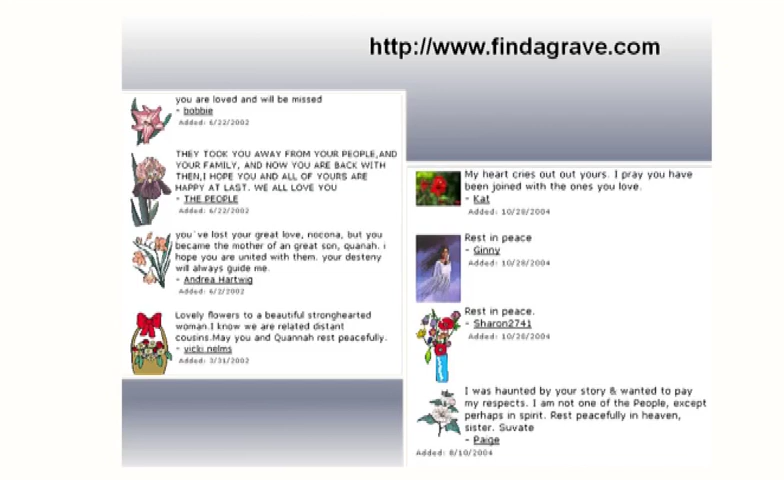 http://www.findagrave.com
you are loved and will be missed
- bobbie
Added: 6/22/2002
THEY TOOK YOU AWAY FROM YOUR PEOPLE,AND
YOUR FAMILY, AND NOW YOU ARE BACK WITH
THEN,I HOPE YOU AND ALL OF YOURS ARE
HAPPY AT LAST. WE ALL LOVE YOU
- THE PEOPLE
Added: 6/22/2002
you`ve lost your great love, nocona, but you
became the mother of an great son, quanah. i
hope you are united with them. your desteny
will always guide me.
- Andrea Hartwig
Added: 6/2/2002
Lovely flowers to a beautiful stronghearted
woman.I know we are related distant
cousins.May you and Quannah rest peacefully.
- vicki nelms
Added: 3/31/2002
My heart cries out out yours. I pray you have
been joined with the ones you love.
- Kat
Added: 10/28/2004
Rest in peace
- Ginny
Added: 10/28/2004
Rest in peace.
- Sharon2741
Added: 10/26/2004
I was haunted by your story & wanted to pay
my respects. I am not one of the People, except
perhaps in spirit. Rest peacefully in heaven,
sister. Suvate
- Paige
Added: 8/10/2004